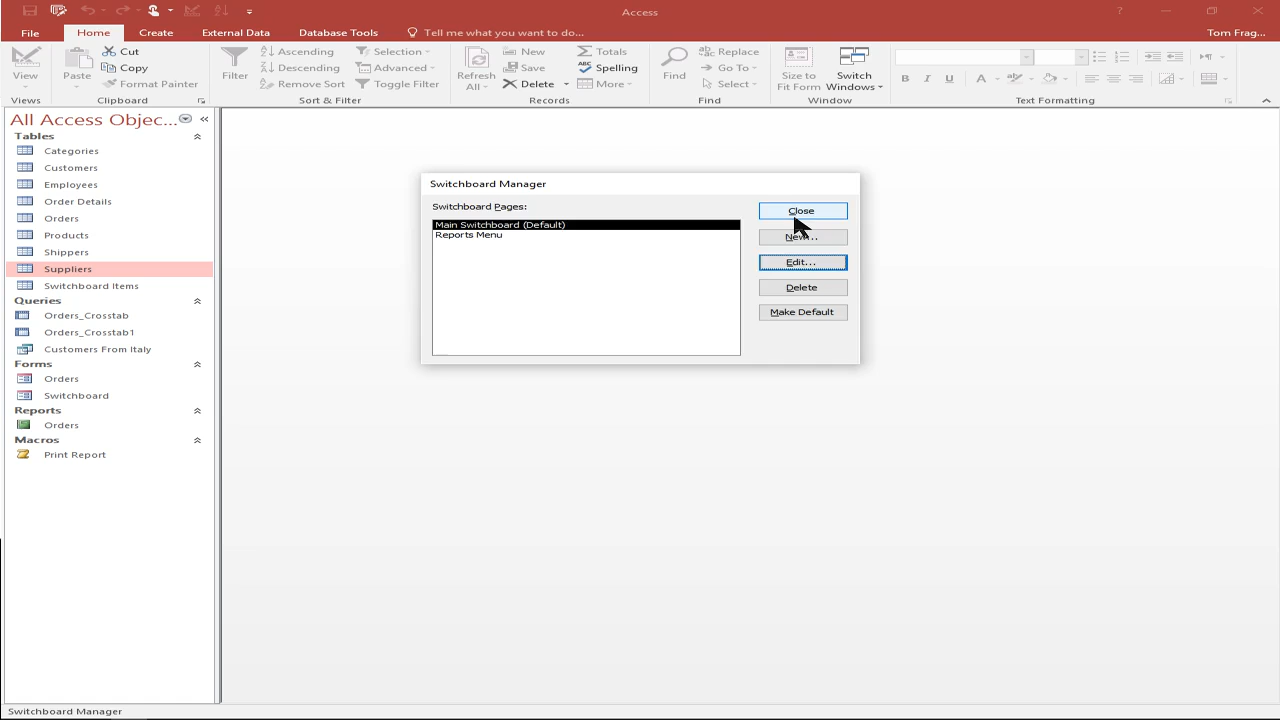 Access
?
Tom Frag...
File
Home
Create
External Data
Database Tools
Tell me what you want to do...
View
Views
Paste
Cut
Copy
Format Painter
Clipboard
Filter
Ascending
Descending
Remove Sort
Selection
Advanced
Toggle Filter
Sort & Filter
Refresh
All
New
Save
Delete
Totals
Spelling
More
Records
Find
Replace
Go To
Select
Find
Size to
Fit Form
Switch
Windows
Window
B I U A
Text Formatting
All Access Objec...
Tables
Categories
Customers
Employees
Order Details
Orders
Products
Shippers
Suppliers
Switchboard Items
Queries
Orders_Crosstab
Orders_Crosstab1
Customers From Italy
Forms
Orders
Switchboard
Reports
Orders
Macros
Print Report
Switchboard Manager
Switchboard Pages:
Main Switchboard (Default)
Reports Menu
Close
New...
Edit...
Delete
Make Default
Switchboard Manager